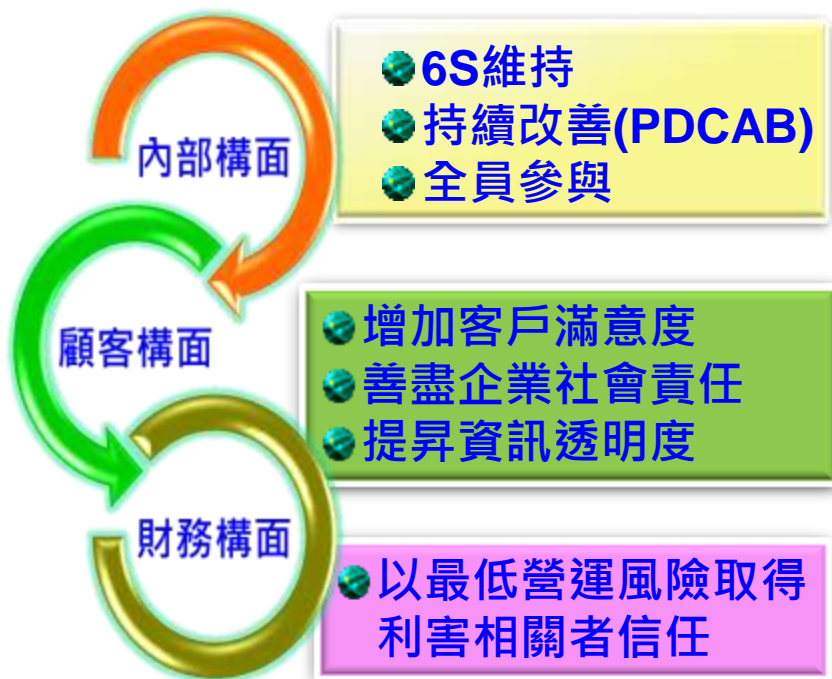 內部構面
6S維持
持續改善(PDCAB)
全員參與
顧客構面
增加客戶滿意度
善盡企業社會責任
提昇資訊透明度
財務構面
以最低營運風險取得
利害相關者信任